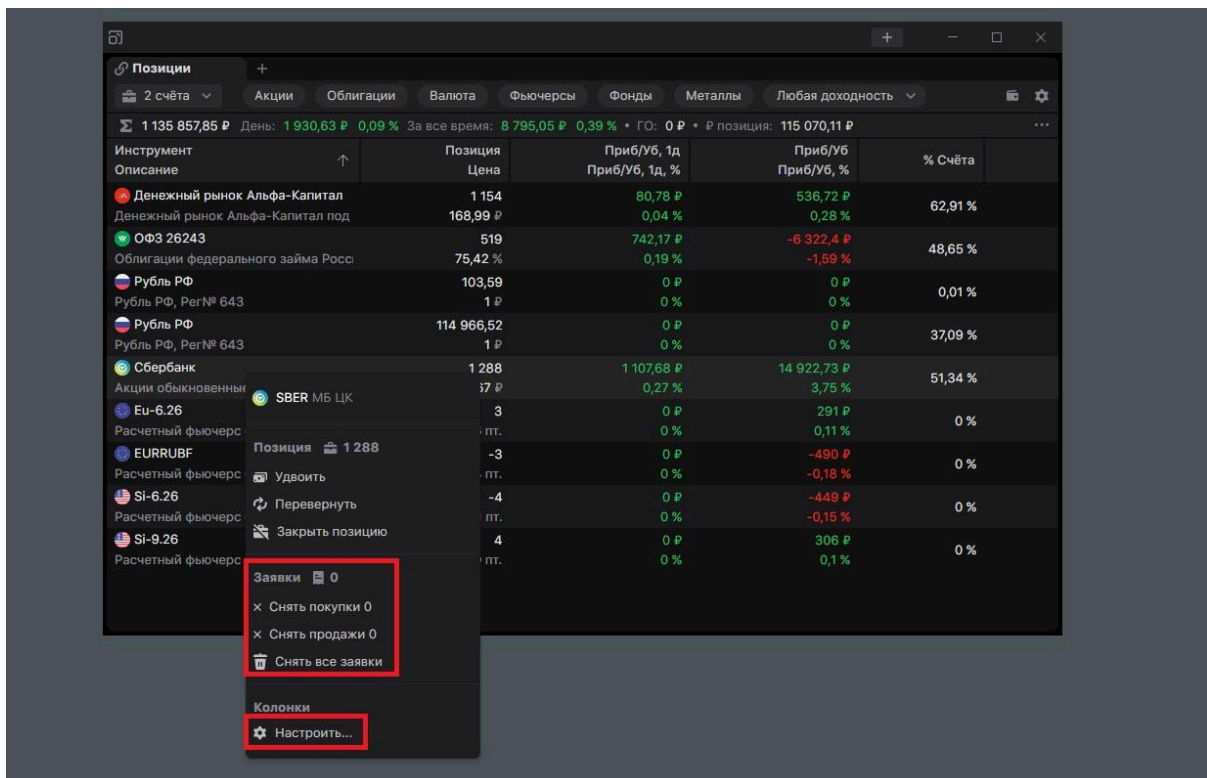 Позиции +
2 счёта Акции Облигации Валюта Фьючерсы Фонды Металлы Любая доходность
Σ 1 135 857,85 ₽ День: 1 930,63 ₽ 0,09 % За все время: 8 795,05 ₽ 0,39 % • ГО: 0 ₽ • ₽ позиция: 115 070,11 ₽ ...
Инструмент Позиция Приб/Уб, 1д Приб/Уб % Счёта
Описание Цена Приб/Уб, 1д, % Приб/Уб, %
Денежный рынок Альфа-Капитал 1 154 80,78 ₽ 536,72 ₽ 62,91 %
Денежный рынок Альфа-Капитал под 168,99 ₽ 0,04 % 0,28 %
ОФЗ 26243 519 742,17 ₽ -6 322,4 ₽ 48,65 %
Облигации федерального займа Росс 75,42 % 0,19 % -1,59 %
Рубль РФ 103,59 0 ₽ 0 ₽ 0,01 %
Рубль РФ, Рег№ 643 1 ₽ 0 % 0 %
Рубль РФ 114 966,52 0 ₽ 0 ₽ 37,09 %
Рубль РФ, Рег№ 643 1 ₽ 0 % 0 %
Сбербанк 1 288 1 107,68 ₽ 14 922,73 ₽ 51,34 %
Акции обыкновенные 67 ₽ 0,27 % 3,75 %
Eu-6.26 3 0 ₽ 291 ₽ 0 %
Расчетный фьючерс пт. 0 % 0,11 %
EURRUBF -3 0 ₽ -490 ₽ 0 %
Расчетный фьючерс пт. 0 % -0,18 %
Si-6.26 -4 0 ₽ -449 ₽ 0 %
Расчетный фьючерс пт. 0 % -0,15 %
Si-9.26 4 0 ₽ 306 ₽ 0 %
Расчетный фьючерс пт. 0 % 0,1 %
SBER МБ ЦК
Позиция 1 288
Удвоить
Перевернуть
Закрыть позицию
Заявки 0
× Снять покупки 0
× Снять продажи 0
Снять все заявки
Колонки
Настроить...